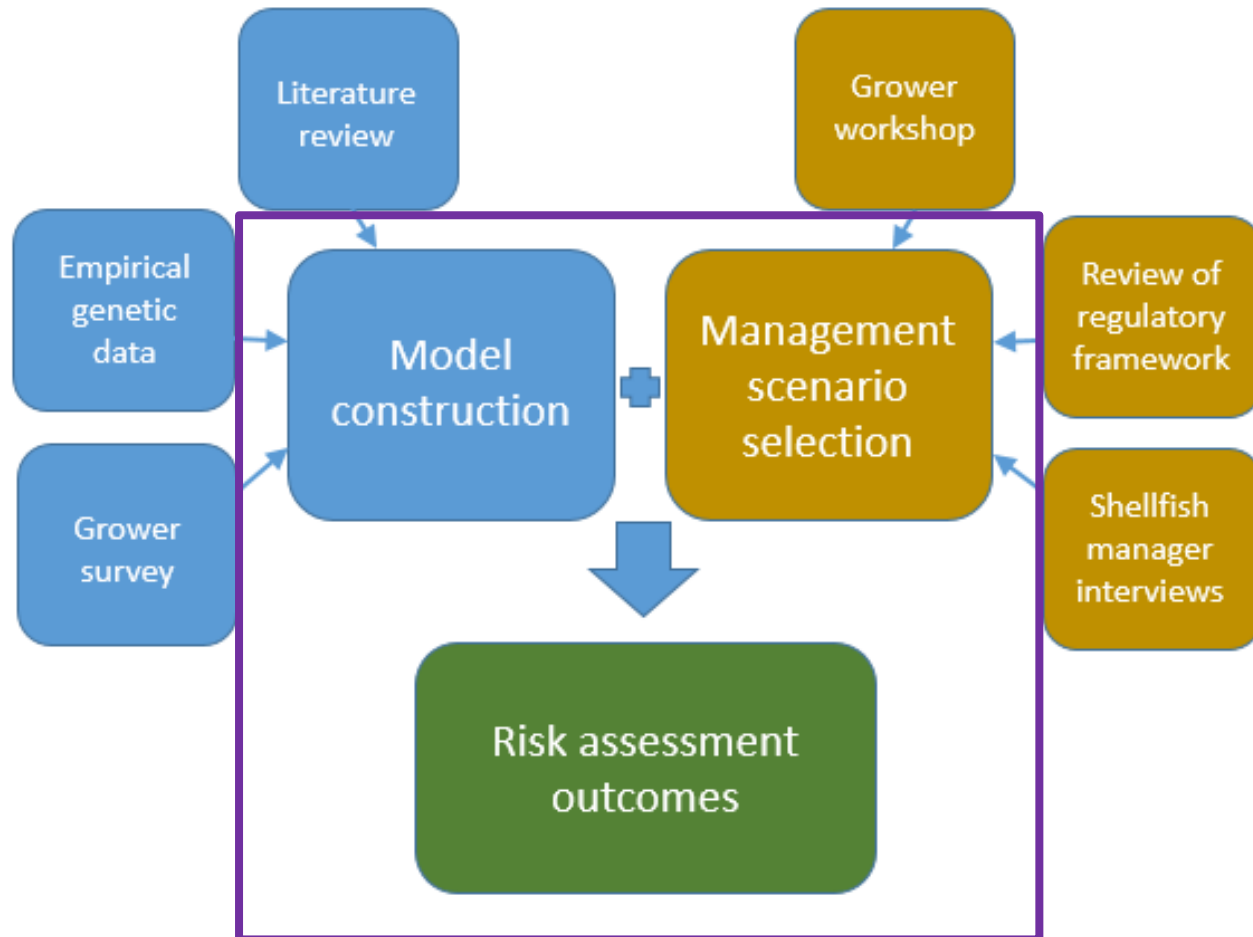 Literature
review
Grower
workshop
Empirical
genetic
data
Model
construction
Management
scenario
selection
Review of
regulatory
framework
Grower
survey
Shellfish
manager
interviews
Risk assessment
outcomes